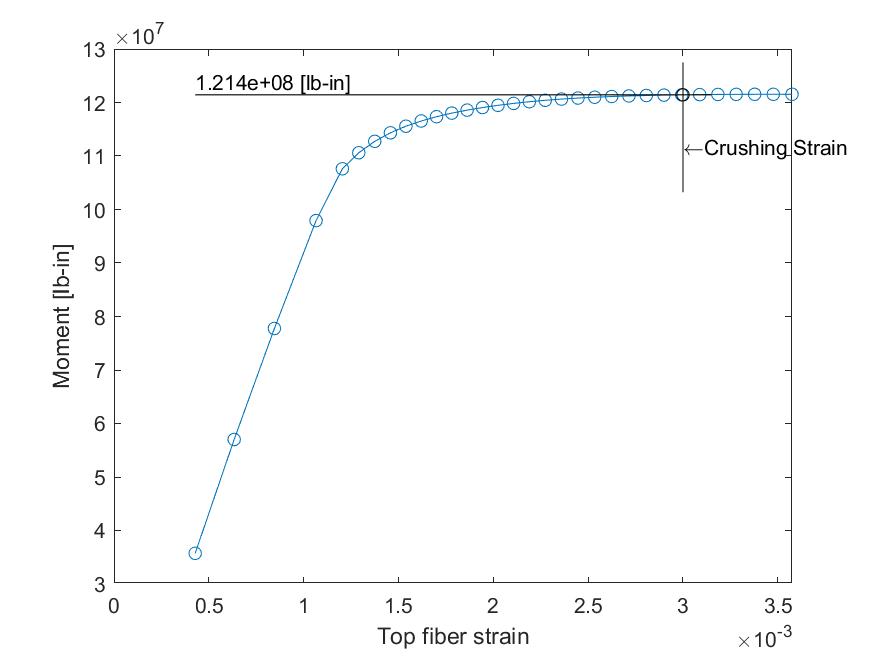 ×10^7
13
12
11
10
9
8
7
6
5
4
3
Moment [lb-in]
1.214e+08 [lb-in]
←Crushing Strain
0 0.5 1 1.5 2 2.5 3 3.5
Top fiber strain
×10^-3